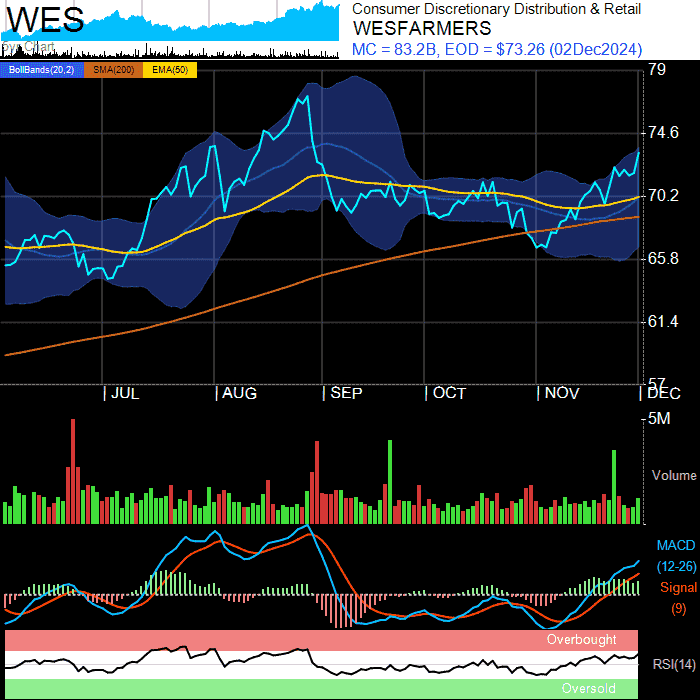 WES
Consumer Discretionary Distribution & Retail
WESFARMERS
MC = 83.2B, EOD = $73.26 (02Dec2024)
Chart
BollBands(20,2) SMA(200) EMA(50)
79
74.6
70.2
65.8
61.4
57
JUL AUG SEP OCT NOV DEC
5M
Volume
MACD
(12-26)
Signal
(9)
Overbought
RSI(14)
Oversold